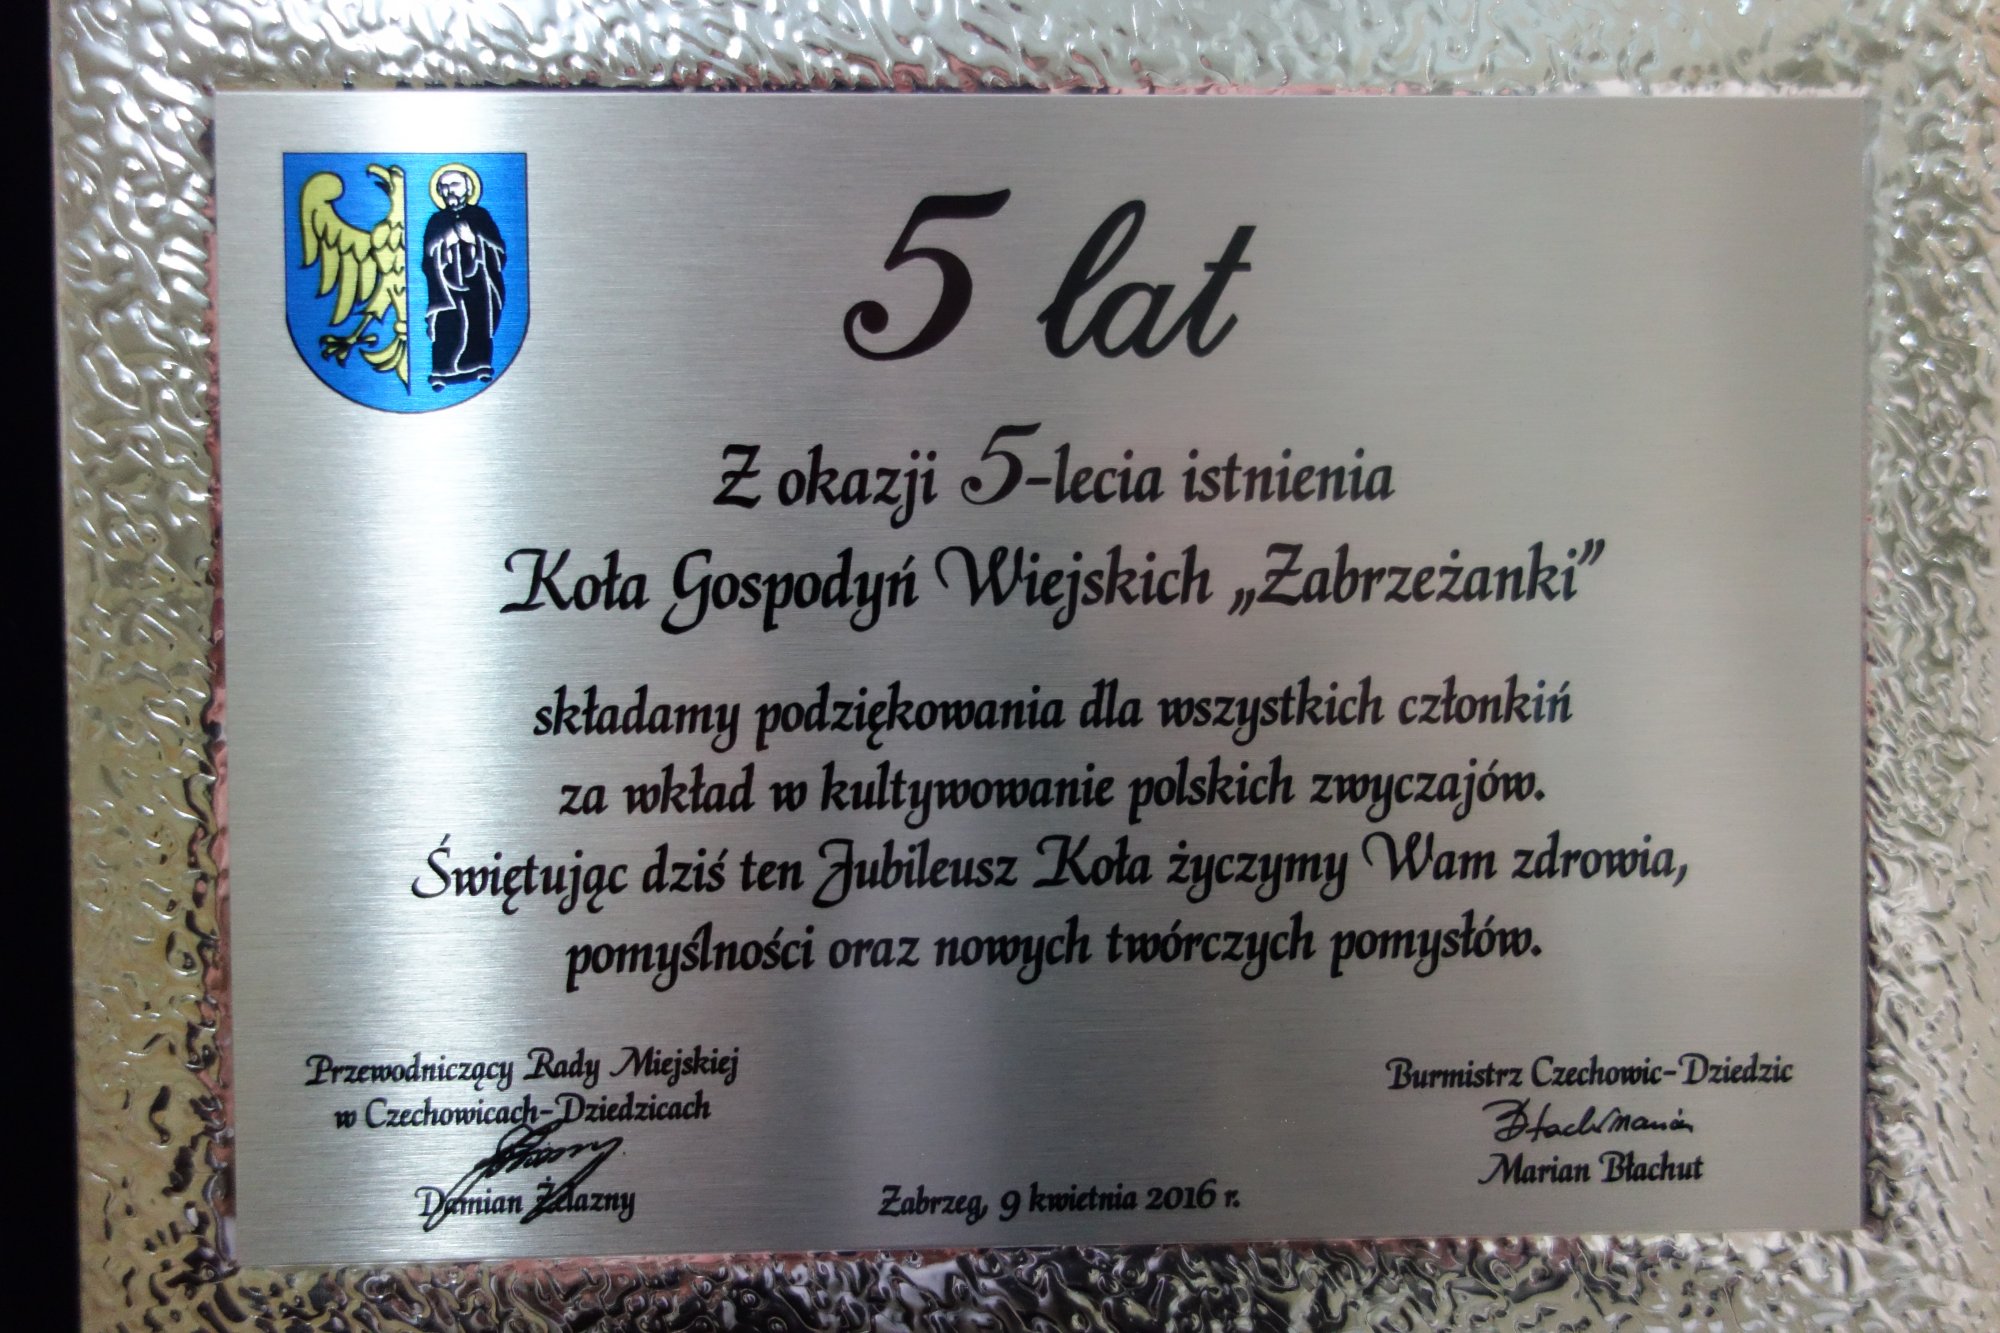 5 lat
Z okazji 5-lecia istnienia
Koła Gospodyń Wiejskich „Zabrzeżanki”
składamy podziękowania dla wszystkich członkiń
za wkład w kultywowanie polskich zwyczajów.
Świętując dziś ten Jubileusz Koła życzymy Wam zdrowia,
pomyślności oraz nowych twórczych pomysłów.
Przewodniczący Rady Miejskiej
w Czechowicach-Dziedzicach
Damian Żelazny
Zabrzeg, 9 kwietnia 2016 r.
Burmistrz Czechowic-Dziedzic
Marian Błachut